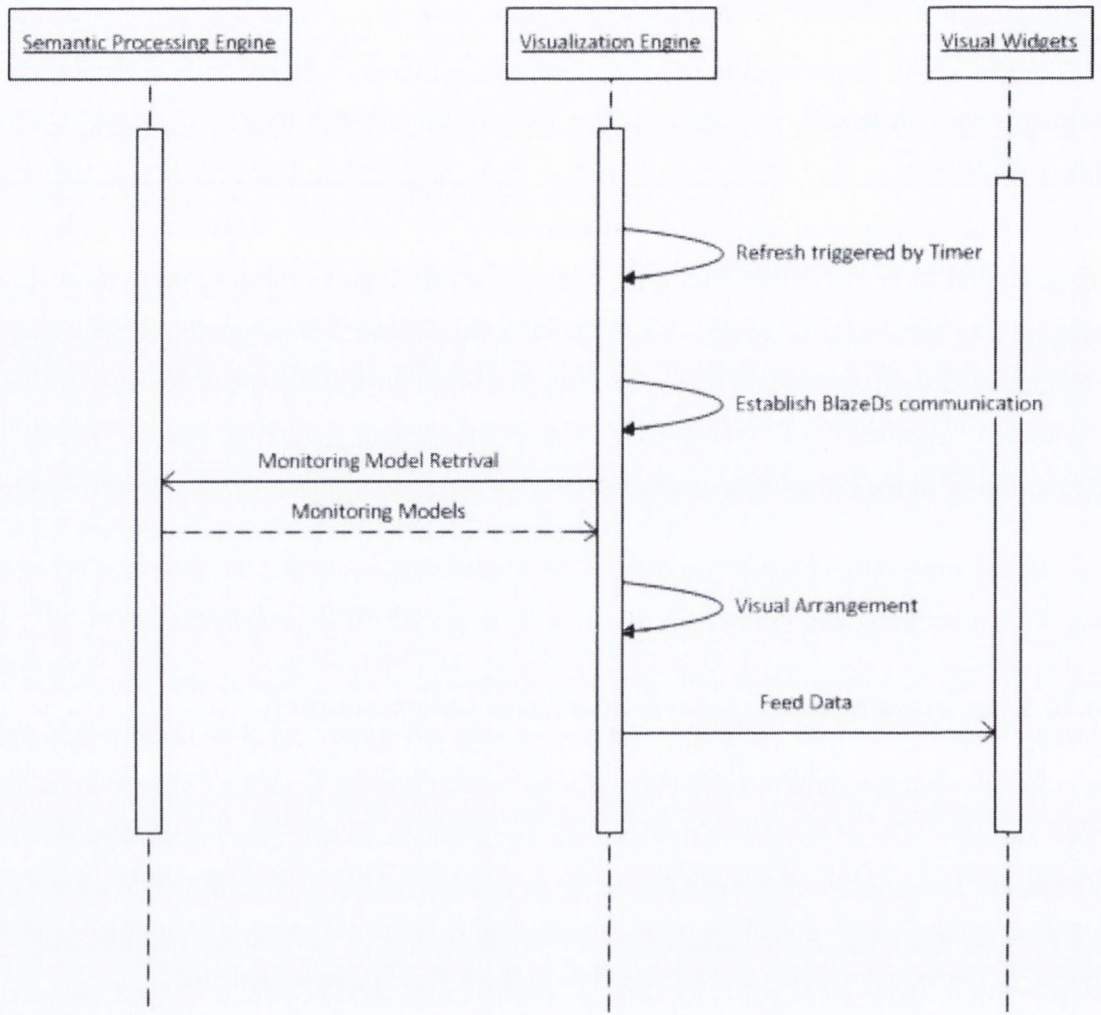 Semantic Processing Engine
Visualization Engine
Visual Widgets
Refresh triggered by Timer
Establish BlazeDs communication
Monitoring Model Retrival
Monitoring Models
Visual Arrangement
Feed Data